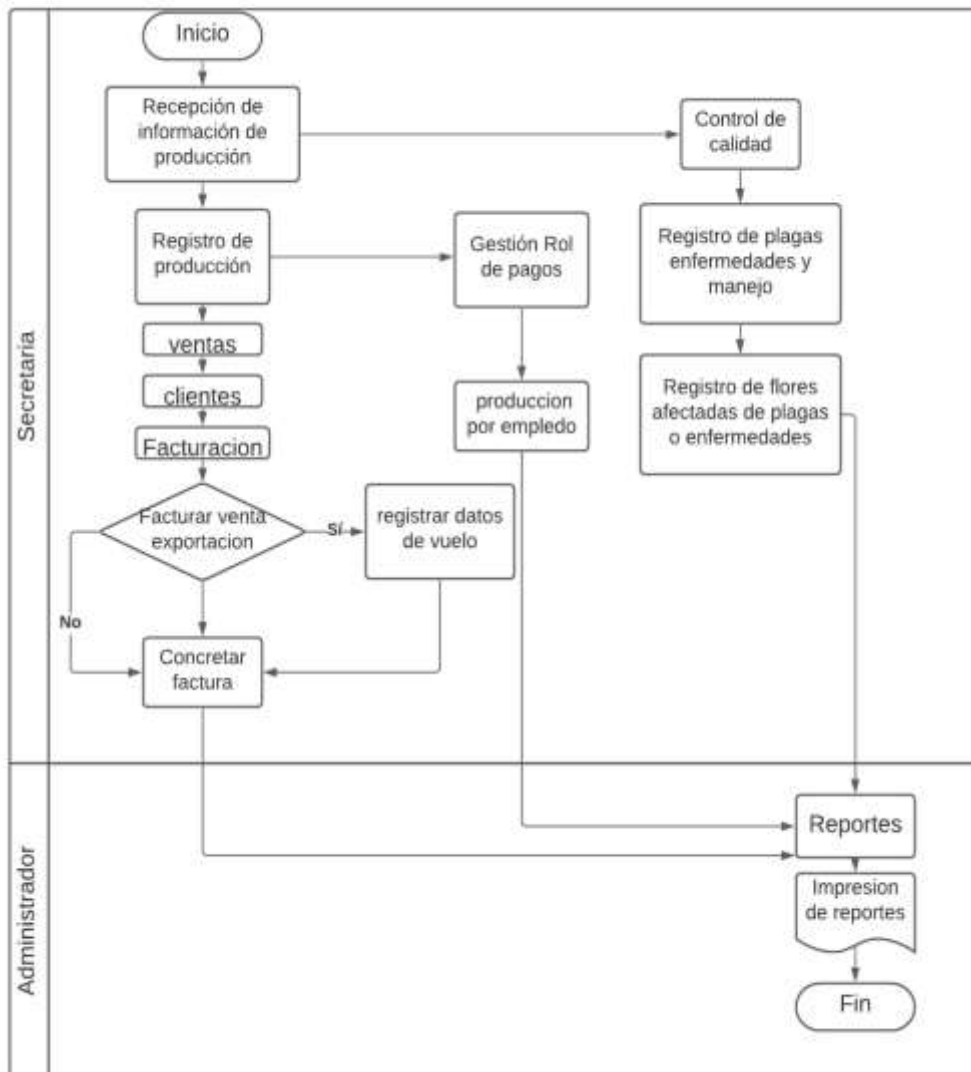 Secretaria
Inicio
Recepción de
información de
producción
Control de
calidad
Registro de
producción
Gestión Rol
de pagos
Registro de plagas
enfermedades y
manejo
ventas
clientes
Facturacion
produccion
por empledo
Registro de flores
afectadas de plagas
o enfermedades
Facturar venta
exportacion
Sí
registrar datos
de vuelo
No
Concretar
factura
Administrador
Reportes
Impresion
de reportes
Fin